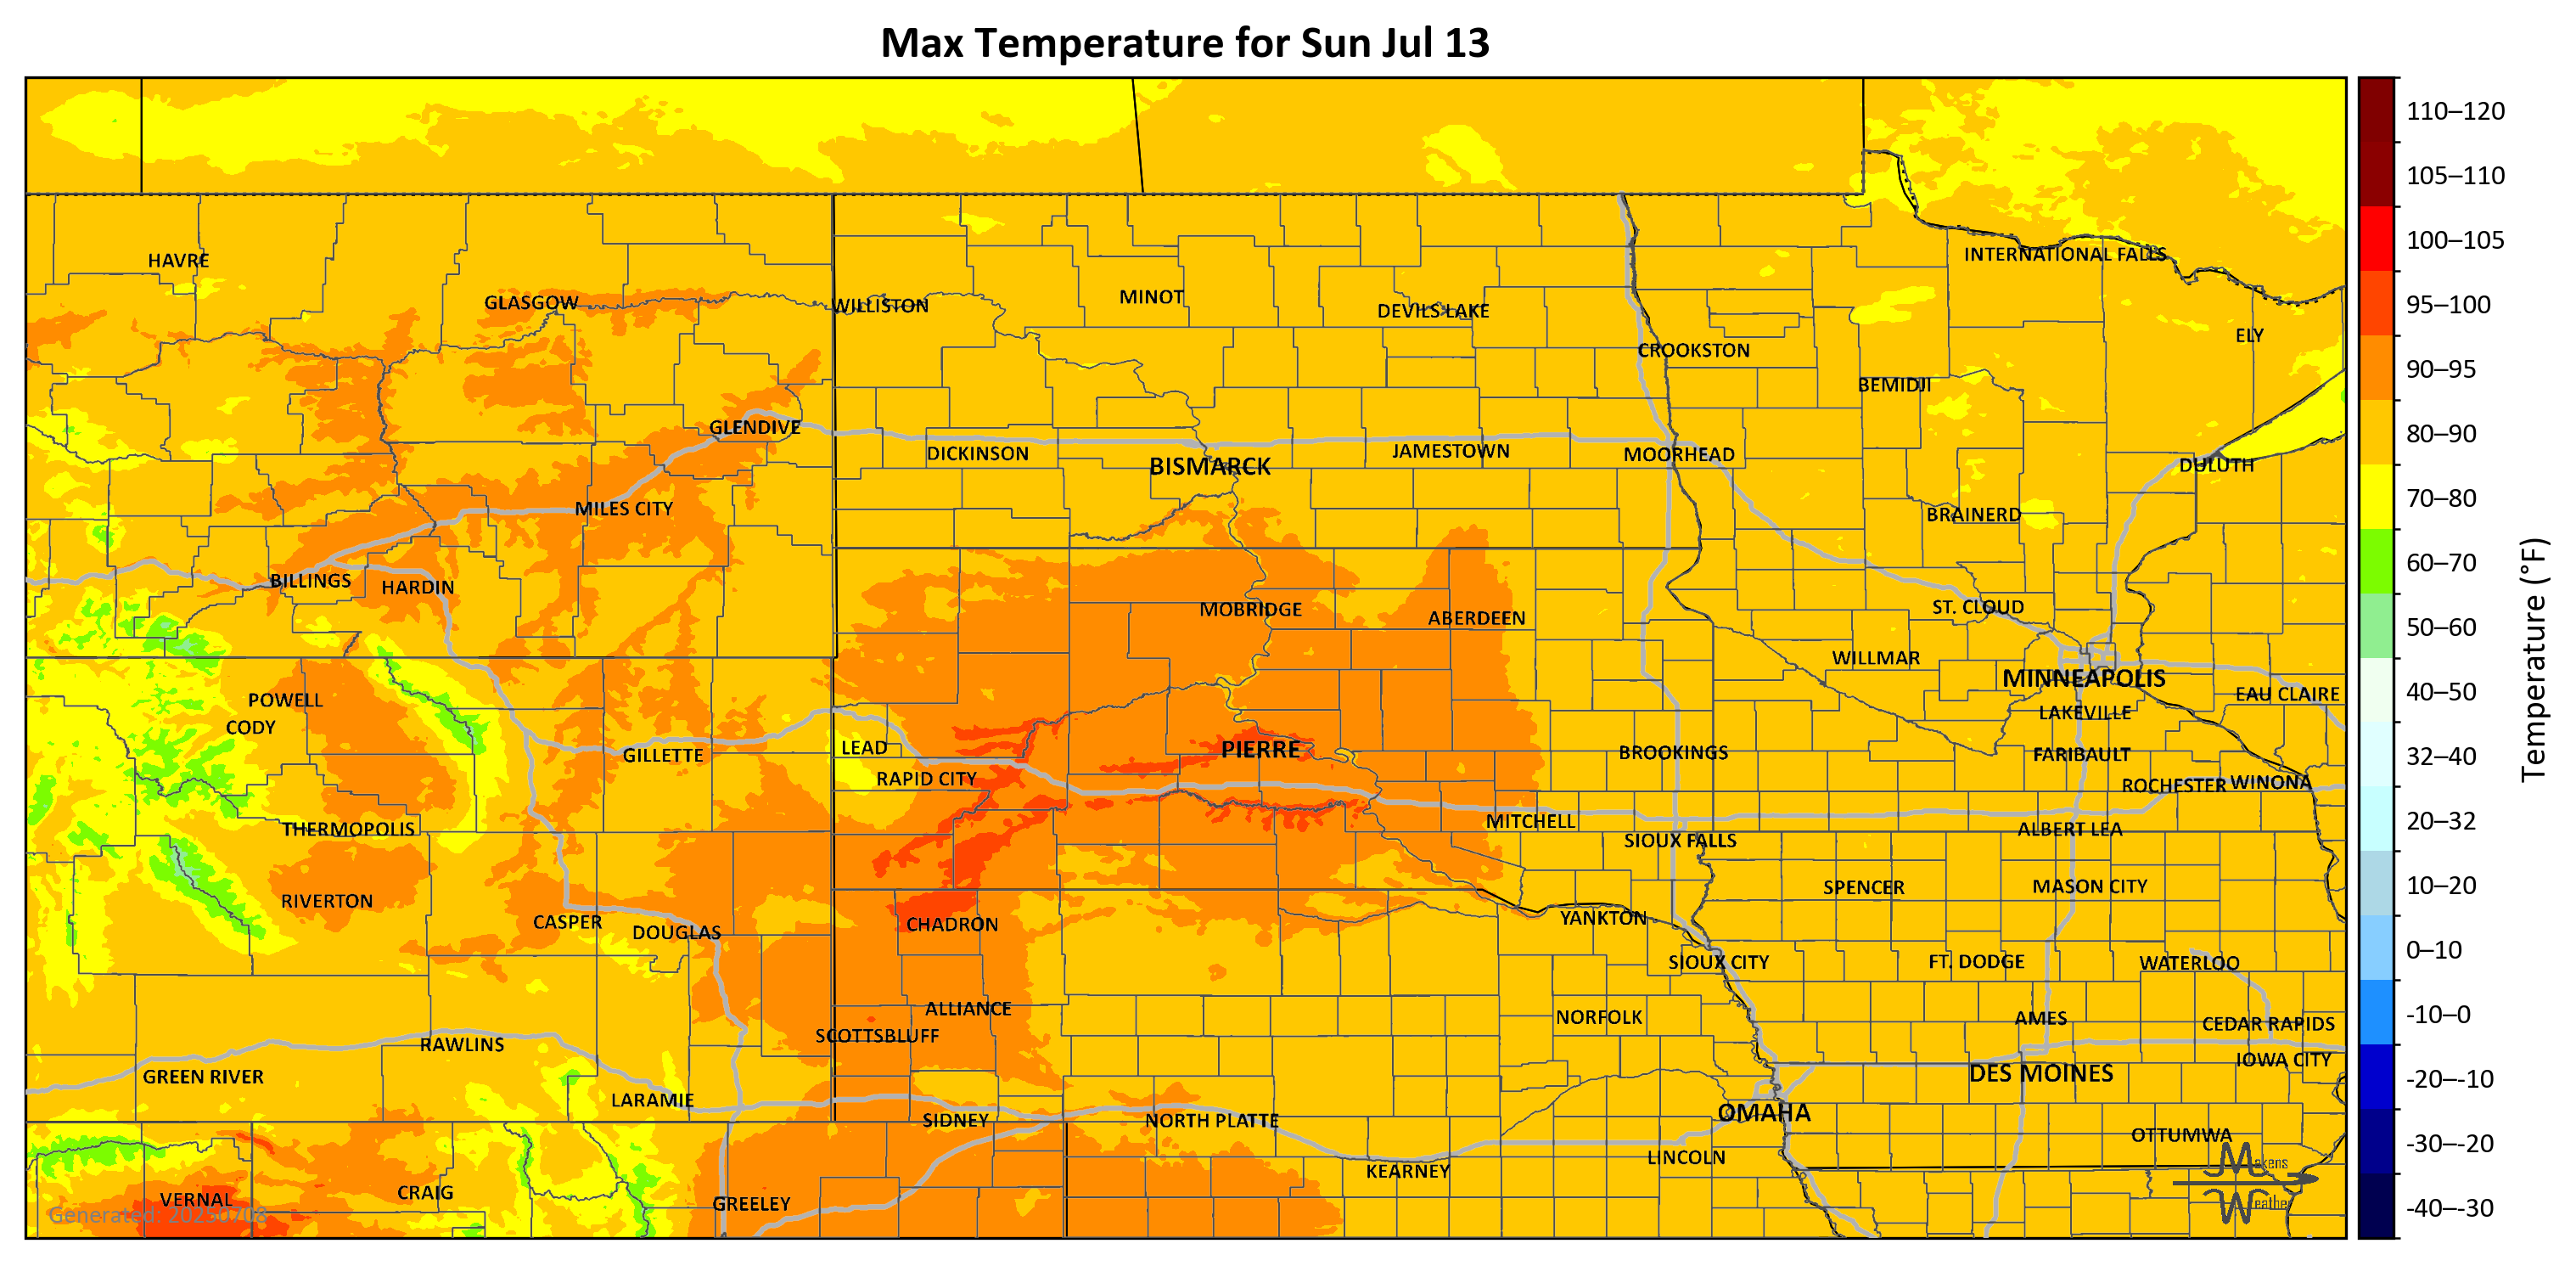 Max Temperature for Sun Jul 13
110–120
105–110
100–105
95–100
90–95
80–90
70–80
60–70
50–60
40–50
32–40
20–32
10–20
0–10
-10–0
-20–-10
-30–-20
-40–-30
Temperature (°F)
HAVRE
INTERNATIONAL FALLS
GLASGOW
WILLISTON
MINOT
DEVILS LAKE
ELY
CROOKSTON
BEMIDJI
GLENDIVE
DICKINSON
BISMARCK
JAMESTOWN
MOORHEAD
DULUTH
MILES CITY
BRAINERD
BILLINGS
HARDIN
MOBRIDGE
ABERDEEN
ST. CLOUD
WILLMAR
MINNEAPOLIS
POWELL
EAU CLAIRE
CODY
LAKEVILLE
GILLETTE
LEAD
PIERRE
BROOKINGS
FARIBAULT
RAPID CITY
ROCHESTER
WINONA
THERMOPOLIS
MITCHELL
SIOUX FALLS
ALBERT LEA
RIVERTON
SPENCER
MASON CITY
CASPER
DOUGLAS
CHADRON
YANKTON
SIOUX CITY
FT. DODGE
WATERLOO
ALLIANCE
SCOTTSBLUFF
NORFOLK
AMES
CEDAR RAPIDS
RAWLINS
IOWA CITY
GREEN RIVER
DES MOINES
LARAMIE
SIDNEY
NORTH PLATTE
OMAHA
OTTUMWA
KEARNEY
LINCOLN
VERNAL
CRAIG
GREELEY
Generated: 20250708
Makens
Weather